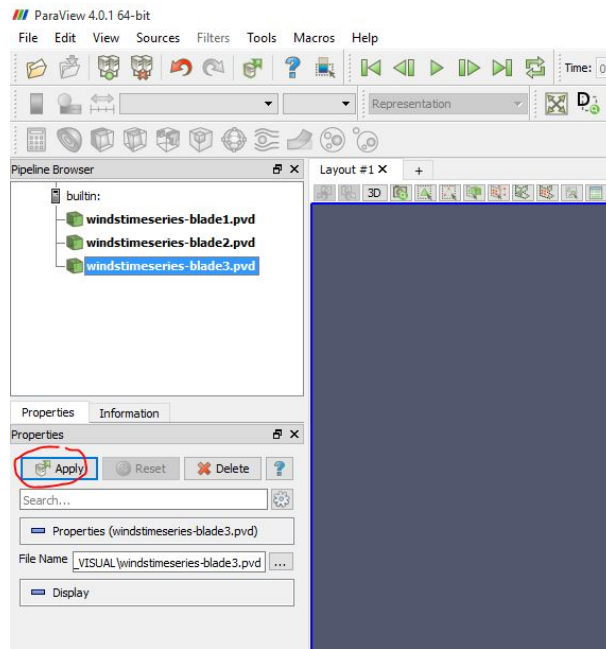 ParaView 4.0.1 64-bit
File Edit View Sources Filters Tools Macros Help
? Time: 0
Representation
Pipeline Browser
Layout #1 X +
3D
builtin:
windstimeseries-blade1.pvd
windstimeseries-blade2.pvd
windstimeseries-blade3.pvd
Properties Information
Properties
Apply Reset Delete ?
Search...
Properties (windstimeseries-blade3.pvd)
File Name _VISUAL\windstimeseries-blade3.pvd ...
Display